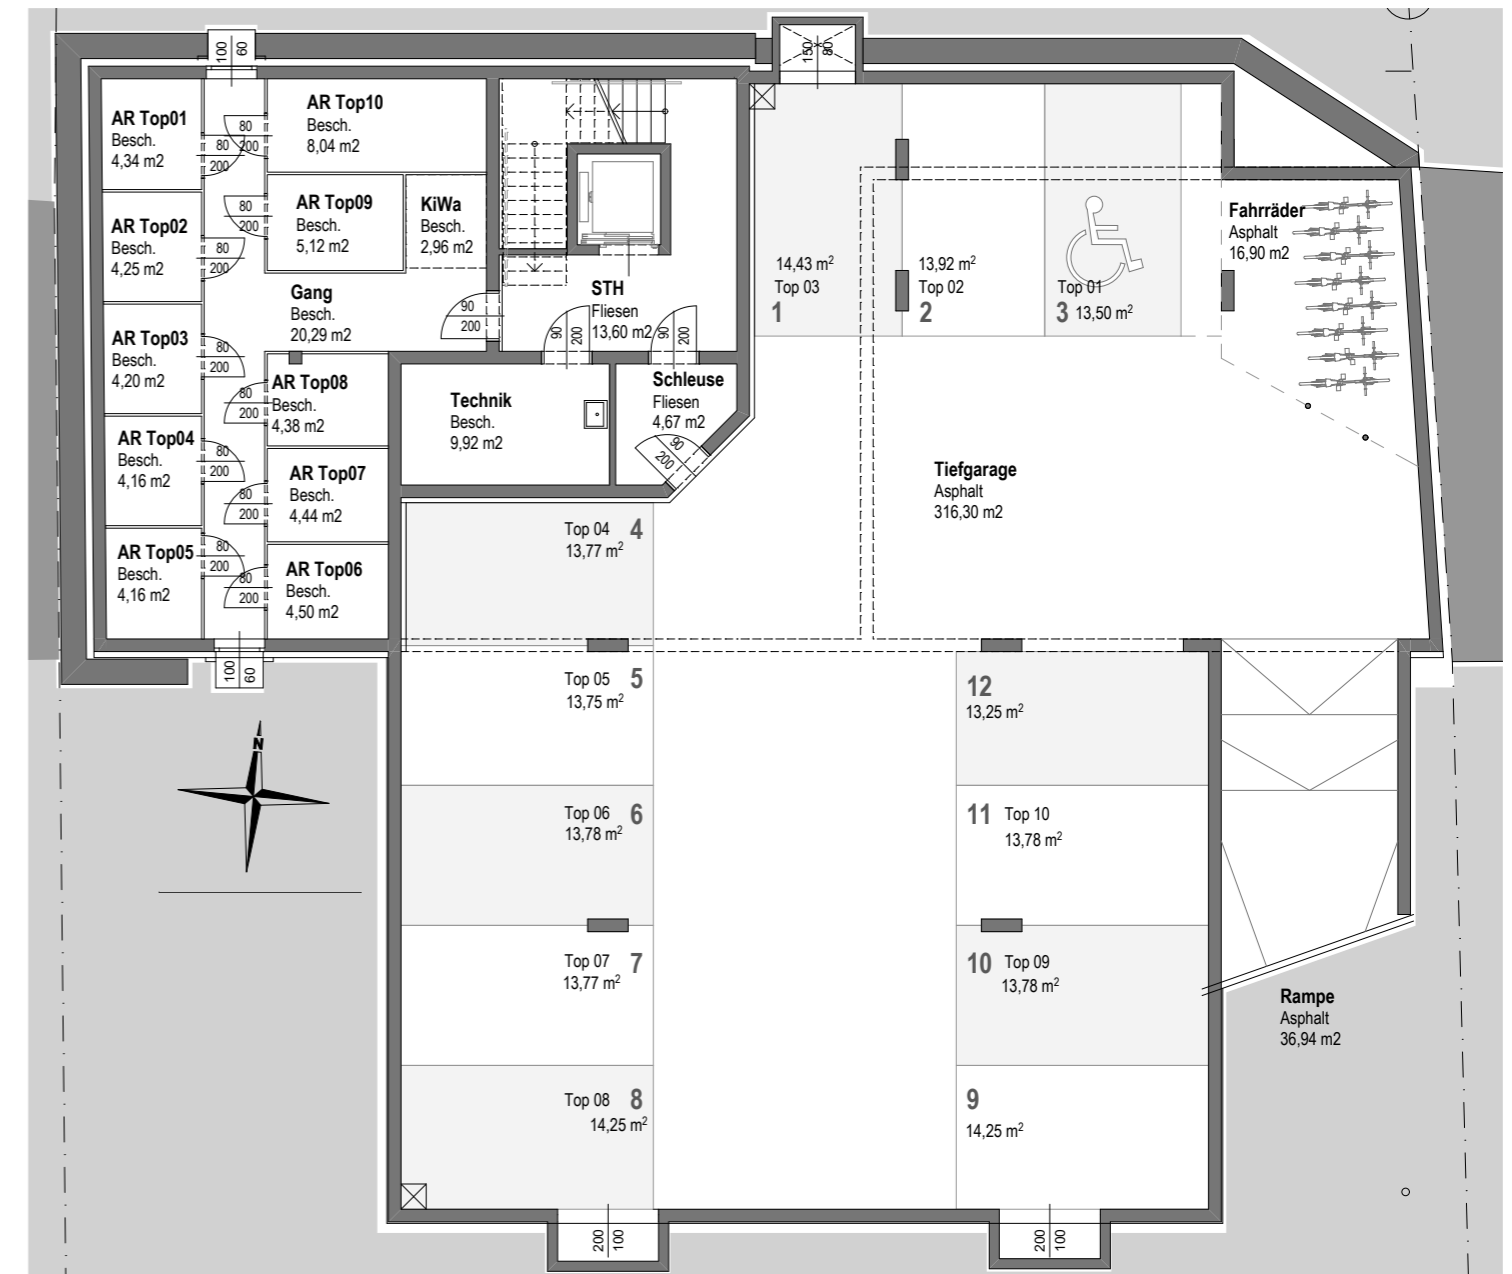 100
60
150
80
AR Top01
Besch.
4,34 m2
80
200
80
200
AR Top10
Besch.
8,04 m2
AR Top02
Besch.
4,25 m2
80
200
80
200
AR Top09
Besch.
5,12 m2
KiWa
Besch.
2,96 m2
Gang
Besch.
20,29 m2
90
200
STH
Fliesen
13,60 m2
90
200
90
200
14,43 m²
Top 03
1
13,92 m²
Top 02
2
Top 01
3 13,50 m²
Fahrräder
Asphalt
16,90 m2
AR Top03
Besch.
4,20 m2
80
200
AR Top08
Besch.
4,38 m2
80
200
Technik
Besch.
9,92 m2
Schleuse
Fliesen
4,67 m2
90
200
AR Top04
Besch.
4,16 m2
80
200
AR Top07
Besch.
4,44 m2
80
200
Tiefgarage
Asphalt
316,30 m2
AR Top05
Besch.
4,16 m2
80
200
AR Top06
Besch.
4,50 m2
80
200
100
60
Top 04 4
13,77 m²
Top 05 5
13,75 m²
12
13,25 m²
N
Top 06 6
13,78 m²
11 Top 10
13,78 m²
Top 07 7
13,77 m²
10 Top 09
13,78 m²
Rampe
Asphalt
36,94 m2
Top 08 8
14,25 m²
9
14,25 m²
200
100
200
100